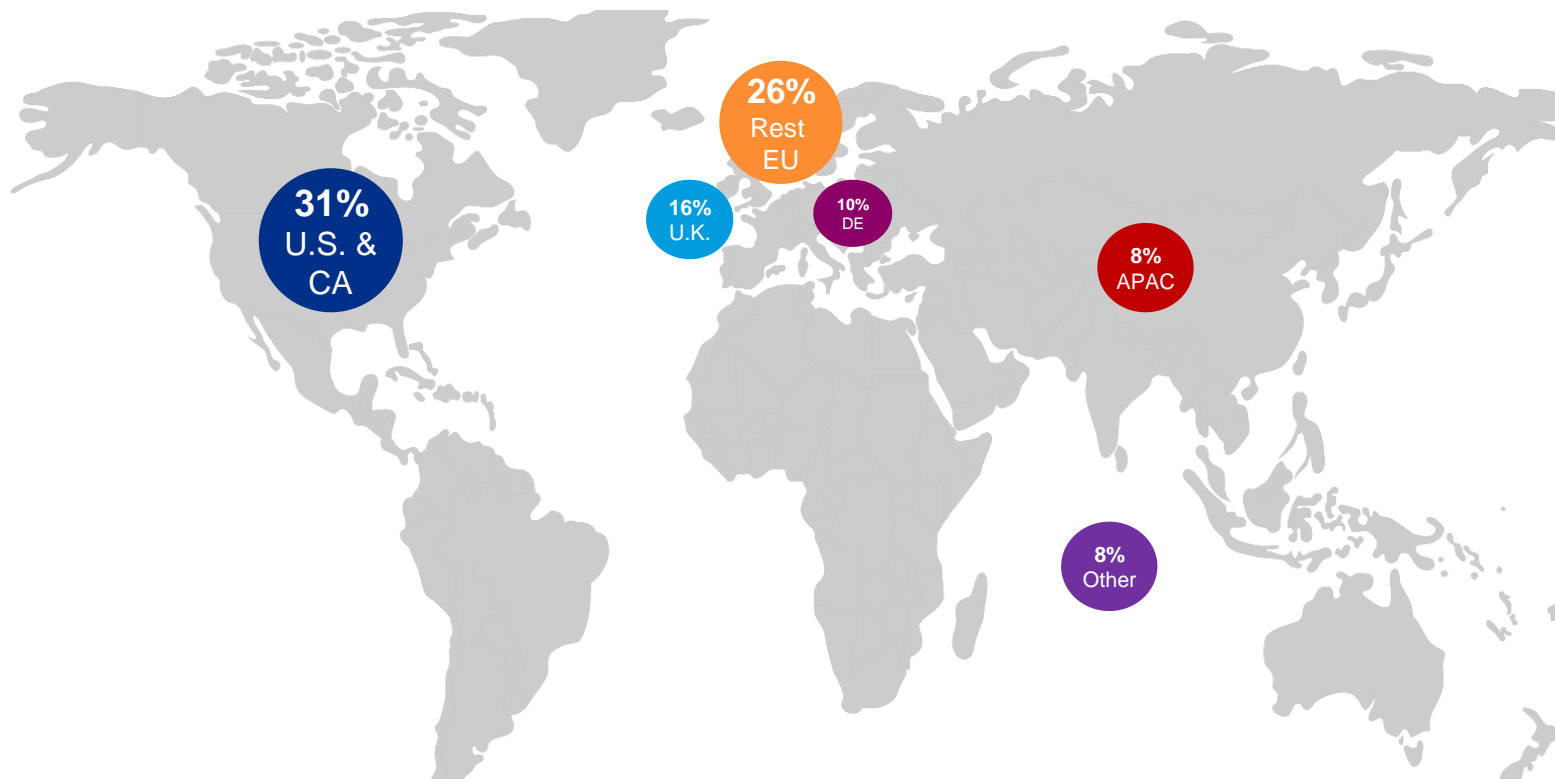 31%
U.S. &
CA
26%
Rest
EU
16%
U.K.
10%
DE
8%
APAC
8%
Other